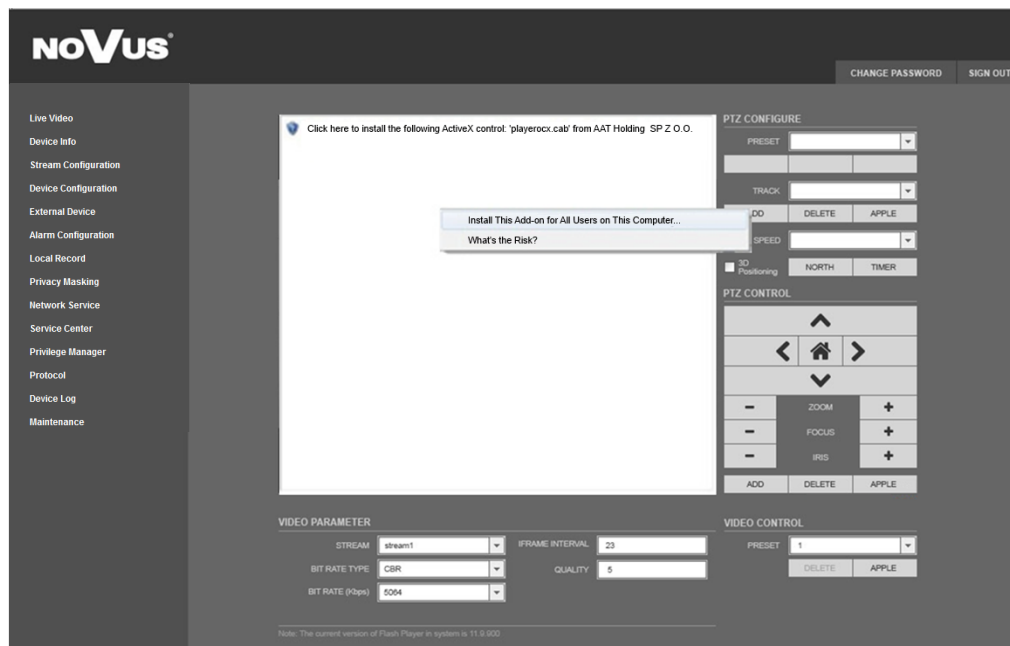 NOVUS
CHANGE PASSWORD SIGN OUT
Live Video
Device Info
Stream Configuration
Device Configuration
External Device
Alarm Configuration
Local Record
Privacy Masking
Network Service
Service Center
Privilege Manager
Protocol
Device Log
Maintenance
Click here to install the following ActiveX control: 'playerocx.cab' from AAT Holding SP Z O.O.
Install This Add-on for All Users on This Computer...
What's the Risk?
PTZ CONFIGURE
PRESET
TRACK
DD DELETE APPLE
SPEED
3D Positioning NORTH TIMER
PTZ CONTROL
- ZOOM +
- FOCUS +
- IRIS +
ADD DELETE APPLE
VIDEO PARAMETER
STREAM stream1 IFRAME INTERVAL 23
BIT RATE TYPE CBR QUALITY 5
BIT RATE (Kbps) 5064
VIDEO CONTROL
PRESET 1
DELETE APPLE
Note: The current version of Flash Player in system is 11.9.900